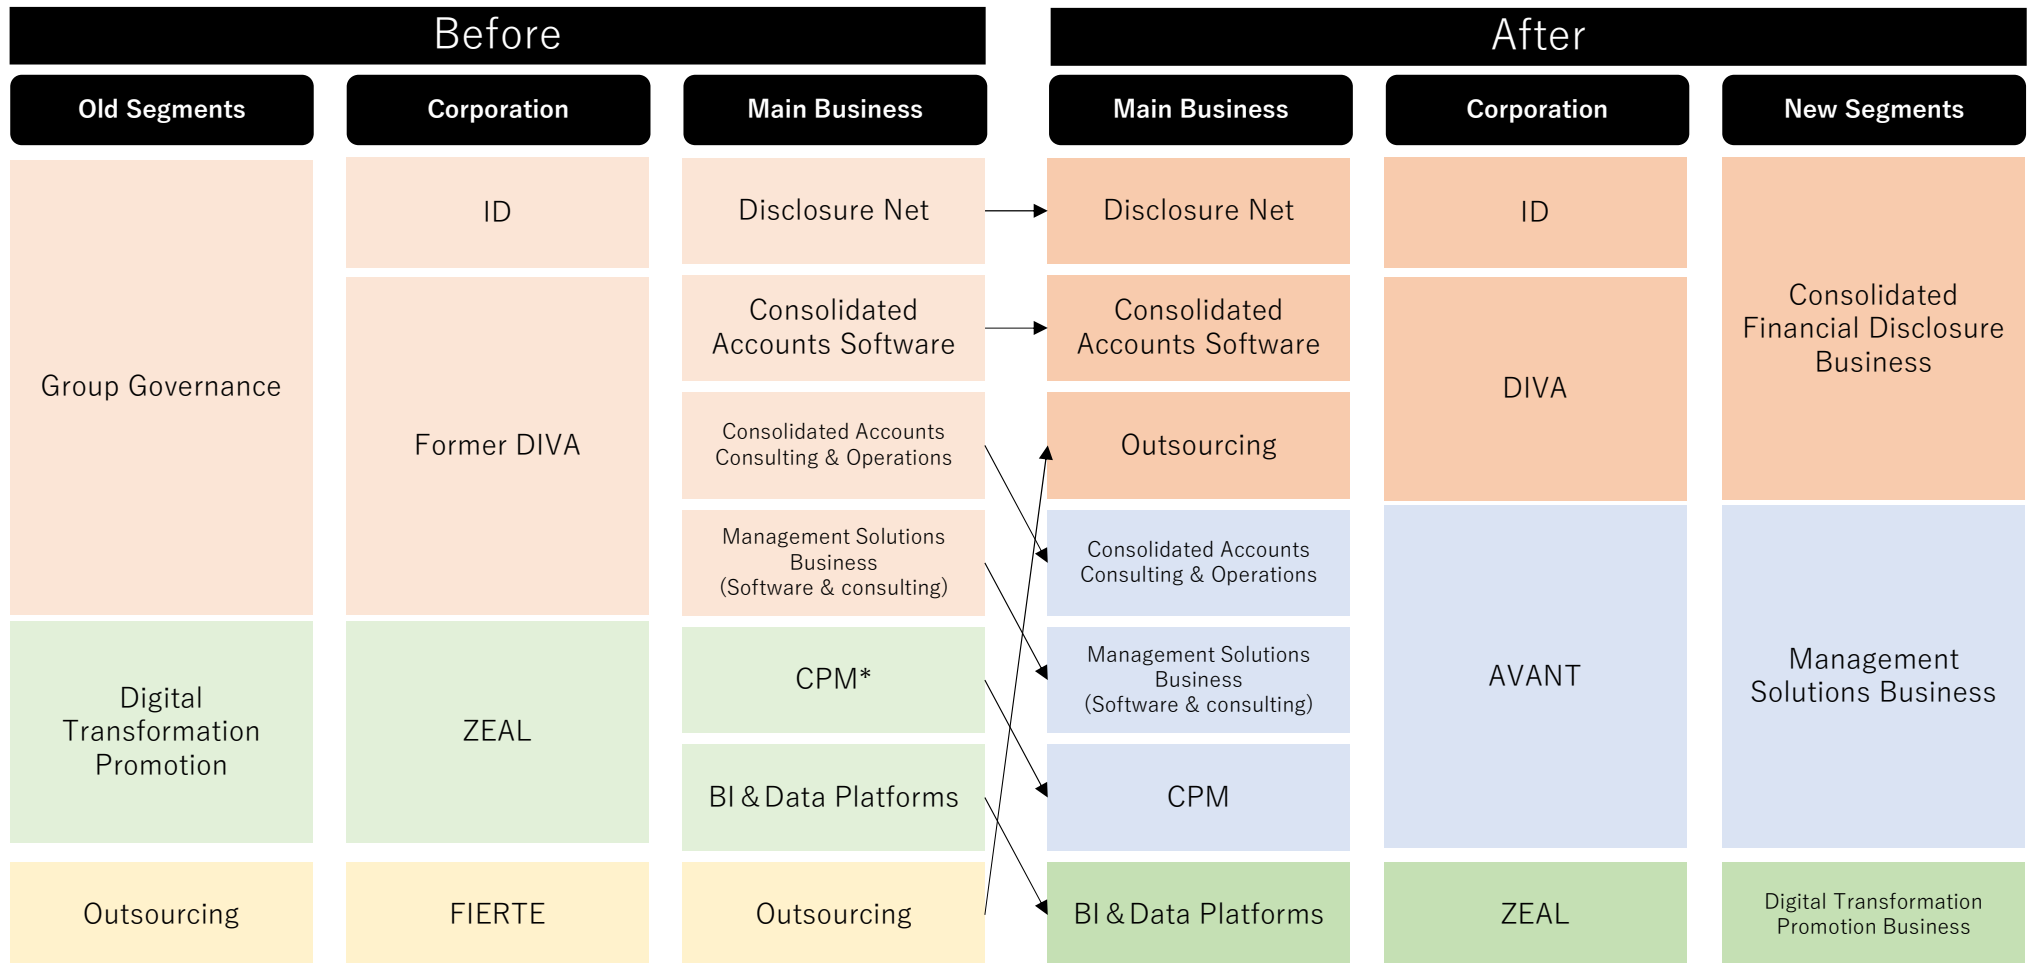 Before
Old Segments
Corporation
Main Business
Group Governance
Digital
Transformation
Promotion
Outsourcing
ID
Former DIVA
ZEAL
FIERTE
Disclosure Net
Consolidated
Accounts Software
Consolidated Accounts
Consulting & Operations
Management Solutions
Business
(Software & consulting)
CPM*
BI & Data Platforms
Outsourcing
After
Main Business
Corporation
New Segments
Disclosure Net
Consolidated
Accounts Software
Outsourcing
Consolidated Accounts
Consulting & Operations
Management Solutions
Business
(Software & consulting)
CPM
BI & Data Platforms
ID
DIVA
AVANT
ZEAL
Consolidated
Financial Disclosure
Business
Management
Solutions Business
Digital Transformation
Promotion Business